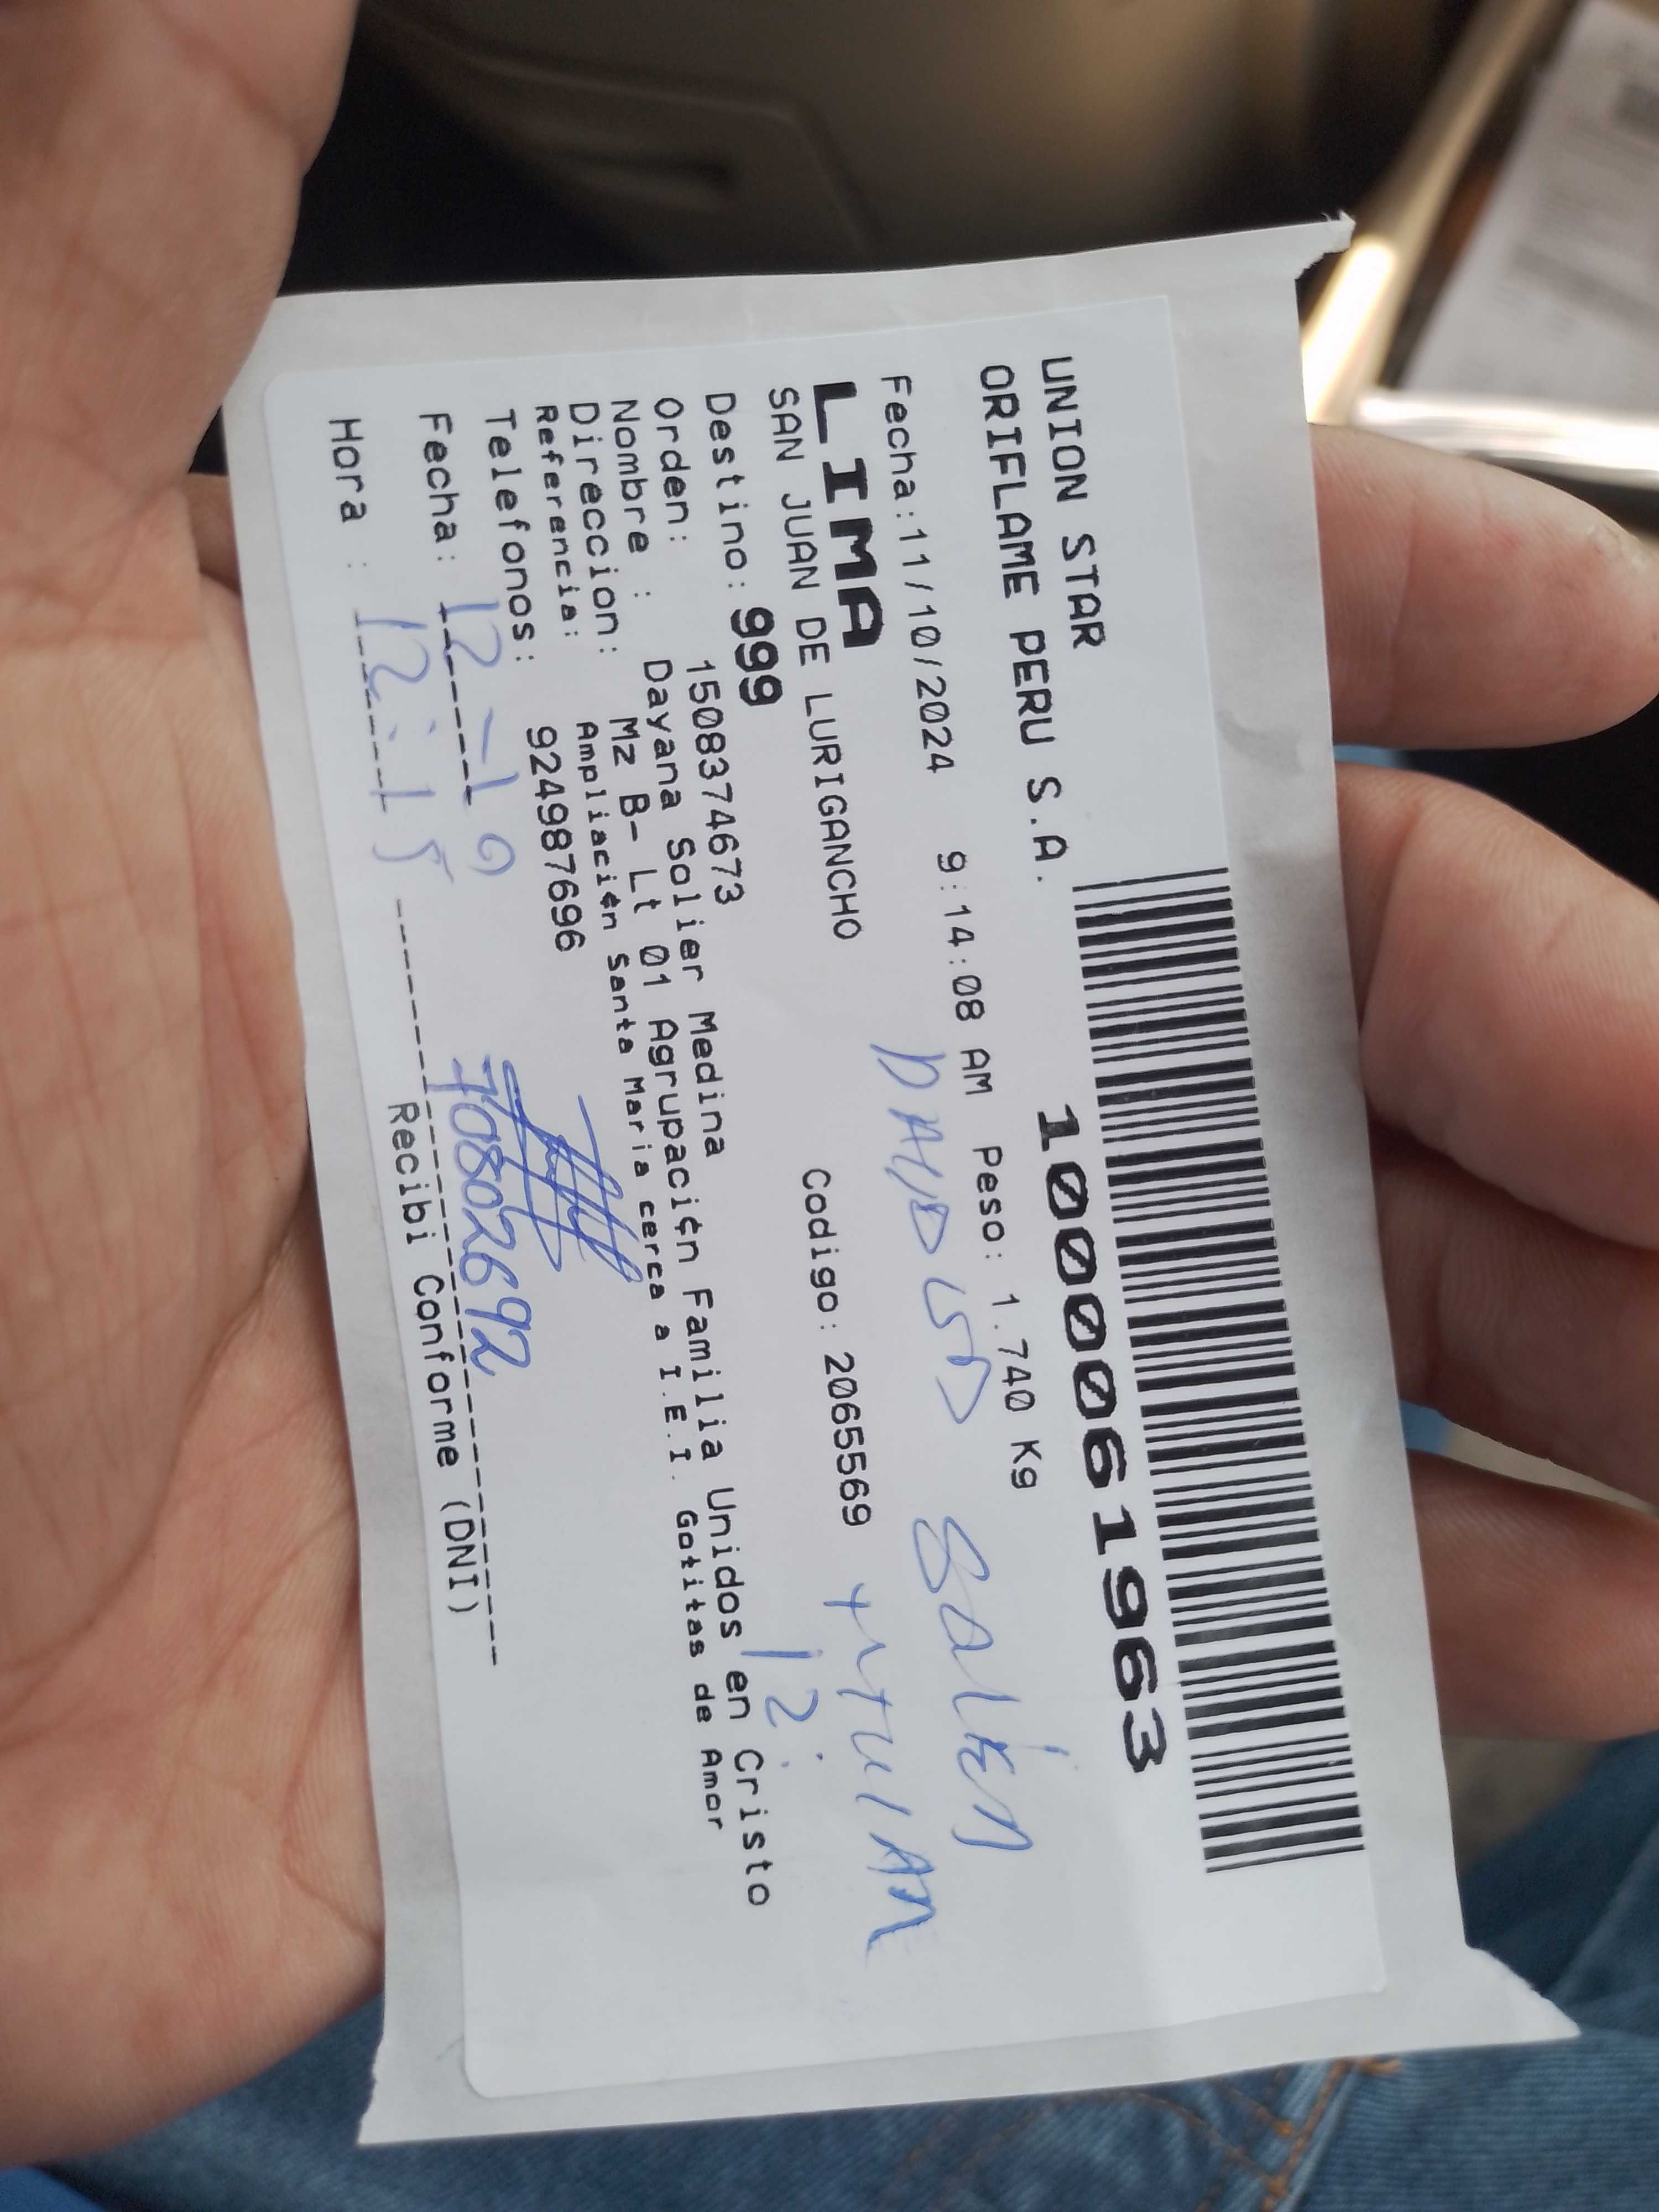 UNION STAR
ORIFLAME PERU S.A.
1000061963
Fecha:11/10/2024 9:14:08 AM Peso: 1.740 Kg
LIMA
SAN JUAN DE LURIGANCHO Codigo: 2065569
12:
Destino: 999
Orden: 1508374673
Nombre : Dayana Solier Medina
Direccion: Mz B- Lt 01 Agrupaci¢n Familia Unidos en Cristo
Referencia: Ampliaci¢n Santa Maria cerca a I.E.I. Gotitas de Amor
Telefonos: 924987696
Fecha: 12-10
Hora : 12:15
70802692
Recibi Conforme (DNI)